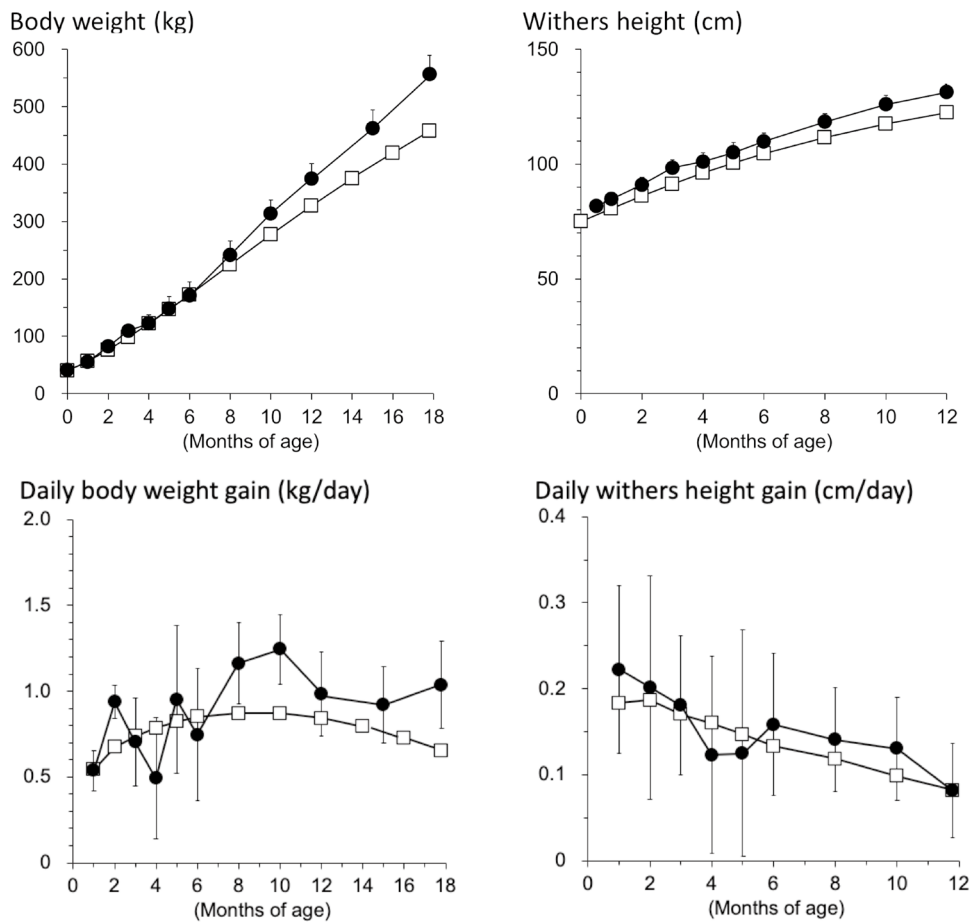 Body weight (kg)
600
500
400
300
200
100
0
0 2 4 6 8 10 12 14 16 18
(Months of age)
Withers height (cm)
150
100
50
0
0 2 4 6 8 10 12
(Months of age)
Daily body weight gain (kg/day)
2.0
1.5
1.0
0.5
0
0 2 4 6 8 10 12 14 16 18
(Months of age)
Daily withers height gain (cm/day)
0.4
0.3
0.2
0.1
0
0 2 4 6 8 10 12
(Months of age)